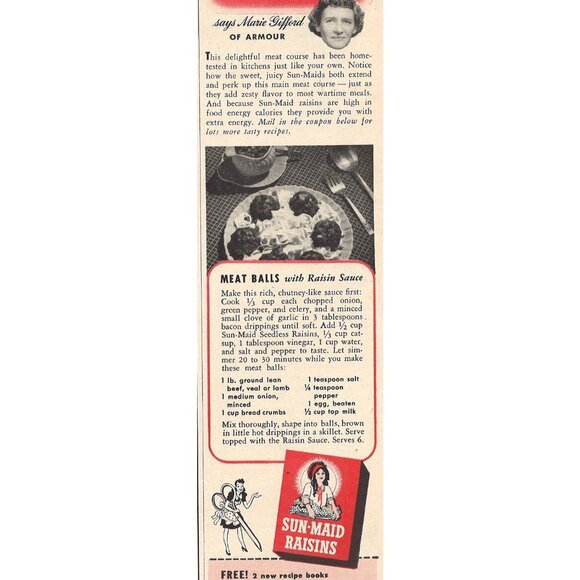 says Marie Gifford
OF ARMOUR
This delightful meat course has been home-
tested in kitchens just like your own. Notice
how the sweet, juicy Sun-Maids both extend
and perk up this main meat course — just as
they add zesty flavor to most wartime meals.
And because Sun-Maid raisins are high in
food energy calories they provide you with
extra energy. Mail in the coupon below for
lots more tasty recipes.
MEAT BALLS with Raisin Sauce
Make this rich, chutney-like sauce first:
Cook 1/3 cup each chopped onion,
green pepper, and celery, and a minced
small clove of garlic in 3 tablespoons
bacon drippings until soft. Add 1/2 cup
Sun-Maid Seedless Raisins, 1/3 cup cat-
sup, 1 tablespoon vinegar, 1 cup water,
and salt and pepper to taste. Let sim-
mer 20 to 30 minutes while you make
these meat balls:
1 lb. ground lean
beef, veal or lamb
1 medium onion,
minced
1 cup bread crumbs
1 teaspoon salt
1/4 teaspoon
pepper
1 egg, beaten
1/2 cup top milk
Mix thoroughly, shape into balls, brown
in little hot drippings in a skillet. Serve
topped with the Raisin Sauce. Serves 6.
SUN-MAID
RAISINS
FREE! 2 new recipe books